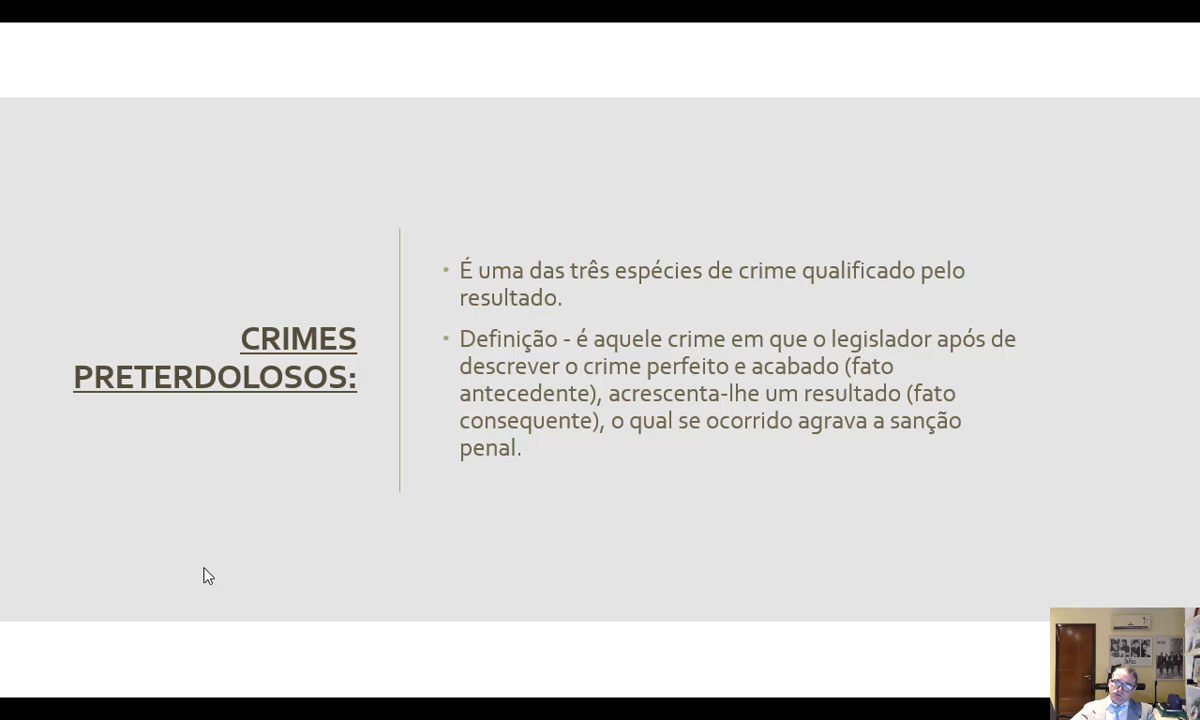 CRIMES
PRETERDOLOSOS:
• É uma das três espécies de crime qualificado pelo
resultado.
• Definição - é aquele crime em que o legislador após de
descrever o crime perfeito e acabado (fato
antecedente), acrescenta-lhe um resultado (fato
consequente), o qual se ocorrido agrava a sanção
penal.